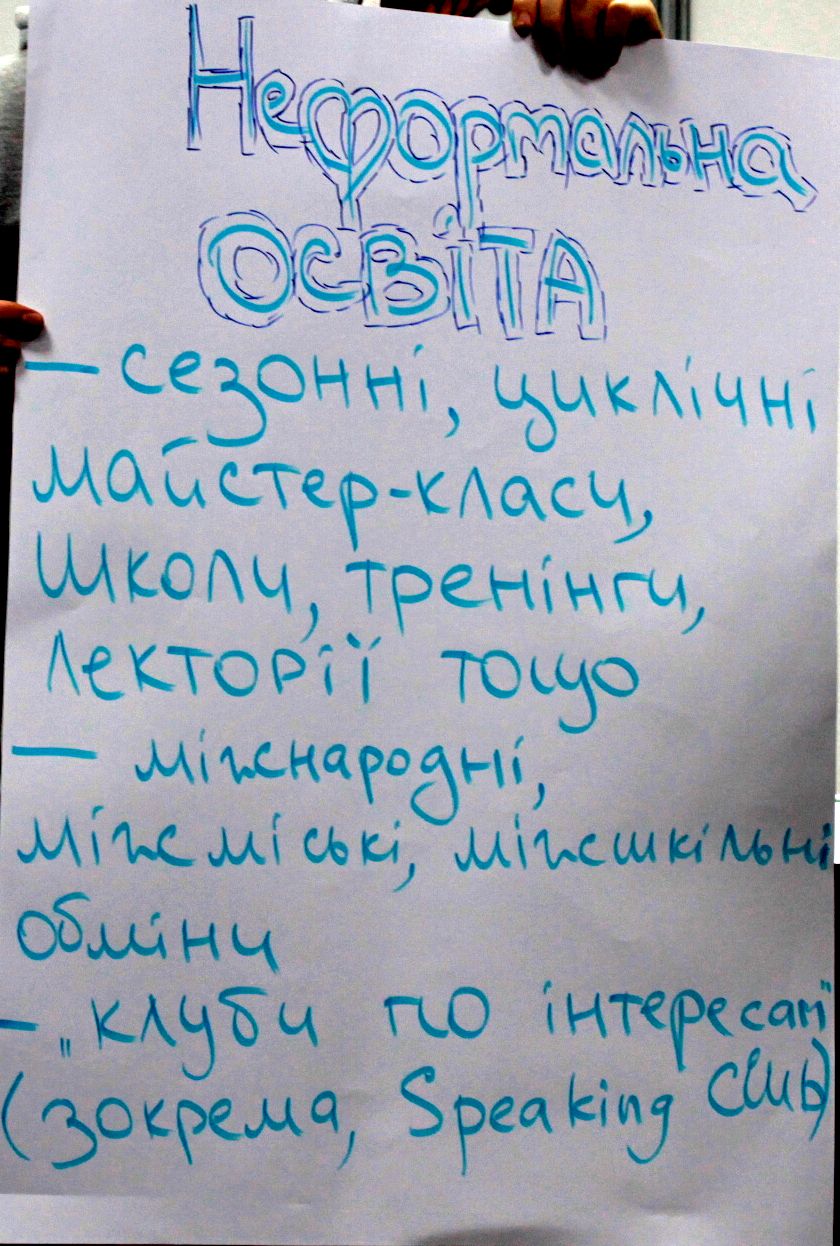 Неформальна
освіта
— сезонні, циклічні
майстер-класи,
школи, тренінги,
лекторії тощо
— міжнародні,
міжміські, міжшкільні
обміни
— „клуби по інтересам"
(зокрема, Speaking Club)